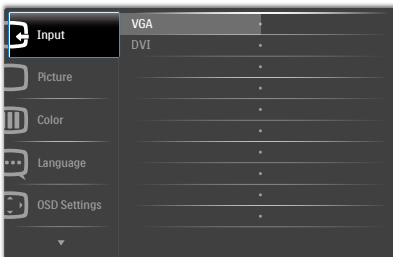 Input
Picture
Color
Language
OSD Settings
VGA
DVI